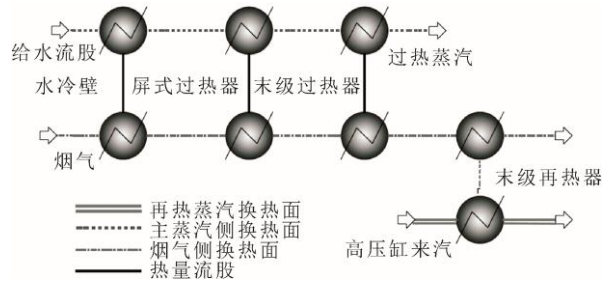 给水流股
过热蒸汽
水冷壁
屏式过热器
末级过热器
烟气
末级再热器
高压缸来汽
再热蒸汽换热面
主蒸汽侧换热面
烟气侧换热面
热量流股